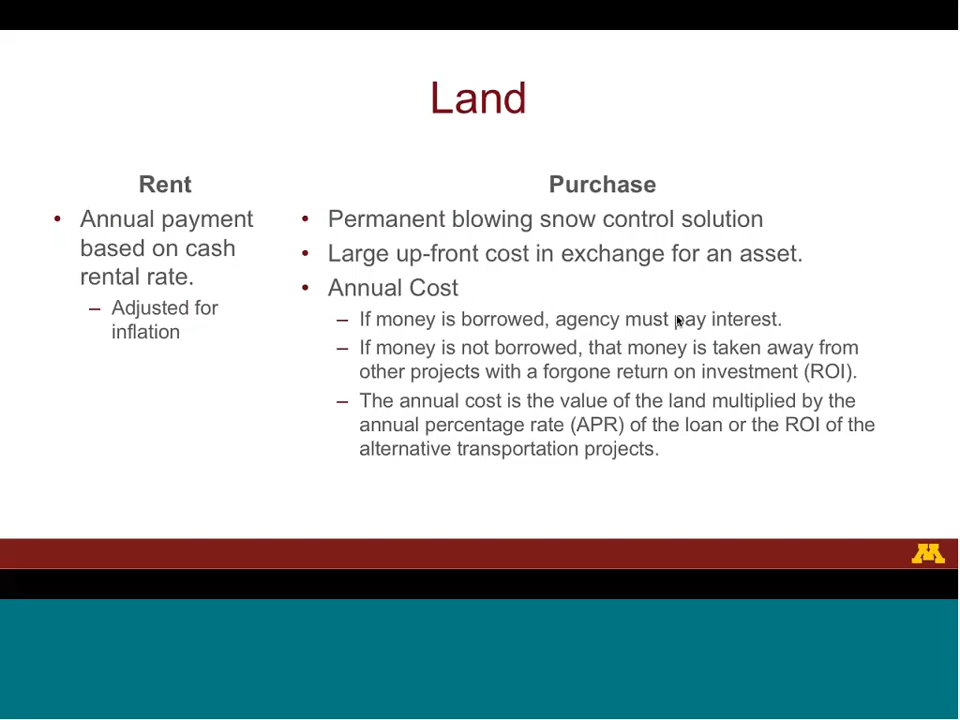 Land
Rent
• Annual payment
based on cash
rental rate.
– Adjusted for
inflation
Purchase
• Permanent blowing snow control solution
• Large up-front cost in exchange for an asset.
• Annual Cost
– If money is borrowed, agency must pay interest.
– If money is not borrowed, that money is taken away from
other projects with a forgone return on investment (ROI).
– The annual cost is the value of the land multiplied by the
annual percentage rate (APR) of the loan or the ROI of the
alternative transportation projects.
M